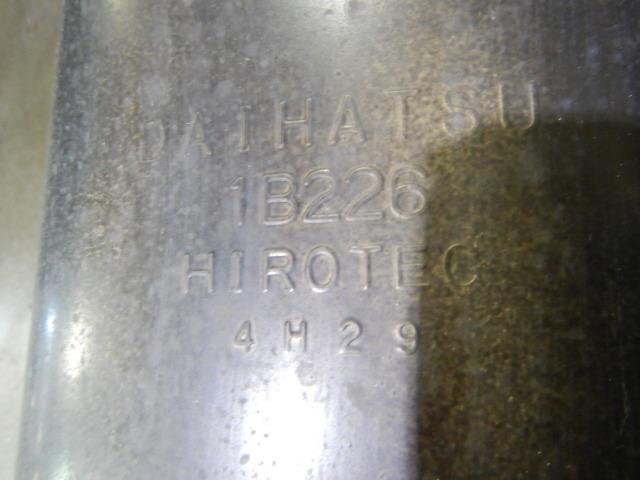 DAIHATSU
1B226
HIROTEC
4H29